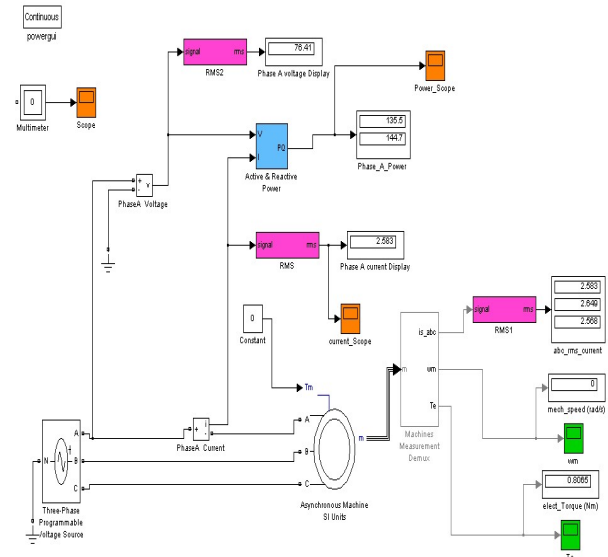 Continuous
powergui
0
Multimeter
Scope
signal rms
RMS2
76.41
Phase A voltage Display
Power_Scope
135.5
144.7
Phase_A_Power
V
I
PQ
Active & Reactive
Power
+
-
v
PhaseA Voltage
signal rms
RMS
2.583
Phase A current Display
current_Scope
0
Constant
Tm
is_abc
m
wm
Te
Machines
Measurement
Demux
signal rms
RMS1
2.583
2.649
2.568
abc_rms_current
0
mech_speed (rad/s)
wm
0.8065
elect_Torque (Nm)
+
-
i
PhaseA Current
A
B
C
m
Asynchronous Machine
SI Units
N
A
B
C
Three-Phase
Programmable
Voltage Source